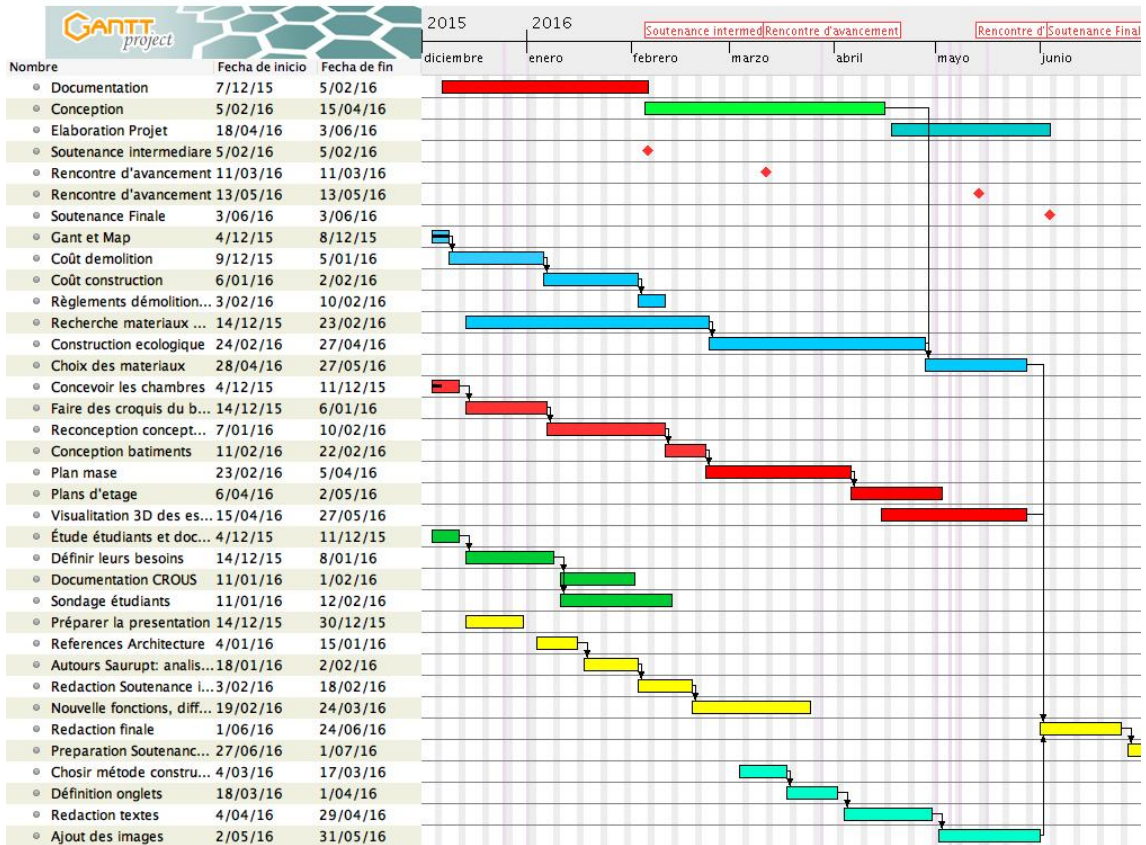 GANTT
project
2015 2016
Soutenance intermed Rencontre d'avancement Rencontre d' Soutenance Final
Nombre Fecha de inicio Fecha de fin diciembre enero febrero marzo abril mayo junio
Documentation 7/12/15 5/02/16
Conception 5/02/16 15/04/16
Elaboration Projet 18/04/16 3/06/16
Soutenance intermediare 5/02/16 5/02/16
Rencontre d'avancement 11/03/16 11/03/16
Rencontre d'avancement 13/05/16 13/05/16
Soutenance Finale 3/06/16 3/06/16
Gant et Map 4/12/15 8/12/15
Coût demolition 9/12/15 5/01/16
Coût construction 6/01/16 2/02/16
Règlements démolition... 3/02/16 10/02/16
Recherche materiaux ... 14/12/15 23/02/16
Construction ecologique 24/02/16 27/04/16
Choix des materiaux 28/04/16 27/05/16
Concevoir les chambres 4/12/15 11/12/15
Faire des croquis du b... 14/12/15 6/01/16
Reconception concept... 7/01/16 10/02/16
Conception batiments 11/02/16 22/02/16
Plan mase 23/02/16 5/04/16
Plans d'etage 6/04/16 2/05/16
Visualitation 3D des es... 15/04/16 27/05/16
Étude étudiants et doc... 4/12/15 11/12/15
Définir leurs besoins 14/12/15 8/01/16
Documentation CROUS 11/01/16 1/02/16
Sondage étudiants 11/01/16 12/02/16
Préparer la presentation 14/12/15 30/12/15
References Architecture 4/01/16 15/01/16
Autours Saurupt: analis... 18/01/16 2/02/16
Redaction Soutenance i... 3/02/16 18/02/16
Nouvelle fonctions, diff... 19/02/16 24/03/16
Redaction finale 1/06/16 24/06/16
Preparation Soutenanc... 27/06/16 1/07/16
Chosir métode constru... 4/03/16 17/03/16
Définition onglets 18/03/16 1/04/16
Redaction textes 4/04/16 29/04/16
Ajout des images 2/05/16 31/05/16